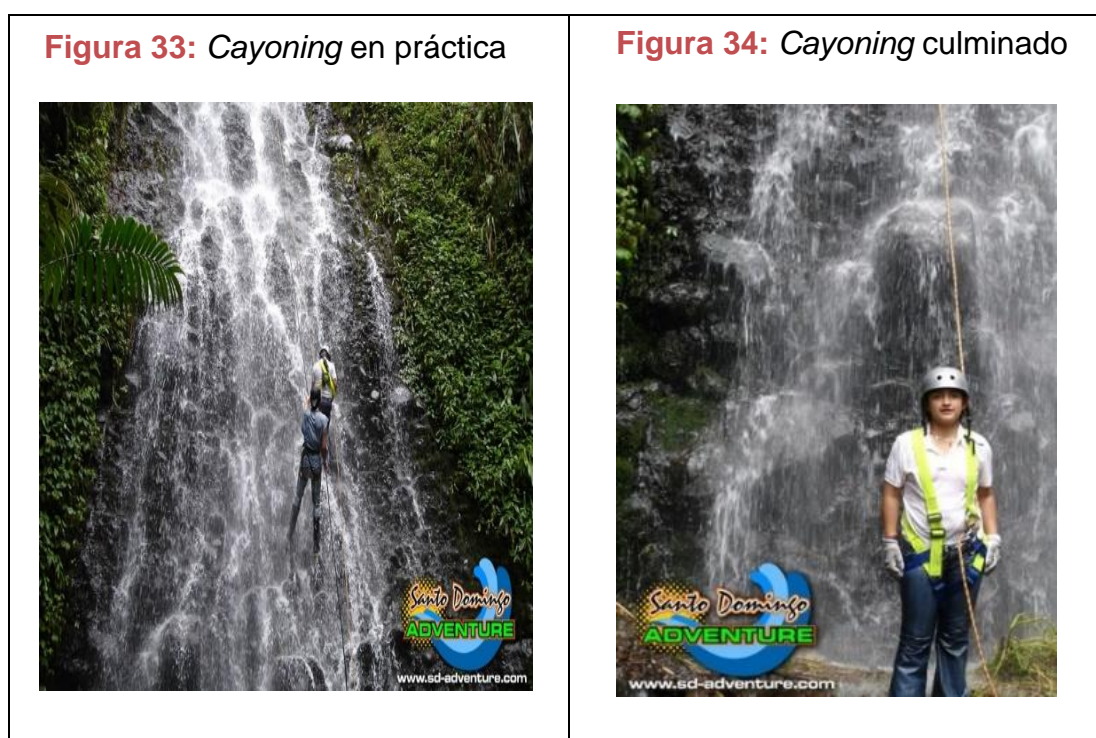 Figura 33: Cayoning en práctica
Santo Domingo
ADVENTURE
www.sd-adventure.com
Figura 34: Cayoning culminado
Santo Domingo
ADVENTURE
www.sd-adventure.com